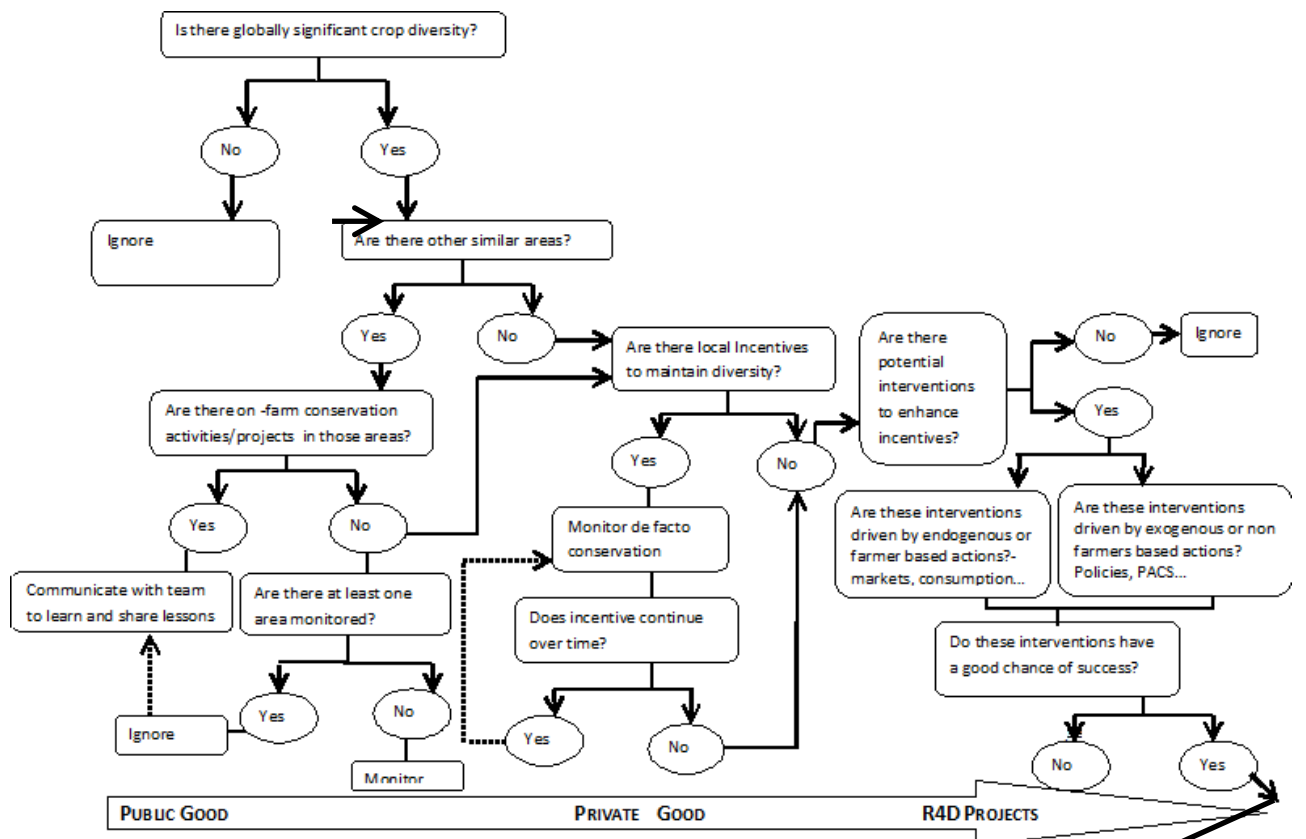 Is there globally significant crop diversity?
No
Yes
Ignore
Are there other similar areas?
Yes
No
Are there local Incentives
to maintain diversity?
Are there
potential
interventions
to enhance
incentives?
No
Ignore
Yes
Are there on -farm conservation
activities/projects in those areas?
Yes
No
Yes
No
Monitor de facto
conservation
Are these interventions
driven by endogenous or
farmer based actions?-
markets, consumption...
Are these interventions
driven by exogenous or non
farmers based actions?
Policies, PACS...
Communicate with team
to learn and share lessons
Are there at least one
area monitored?
Does incentive continue
over time?
Do these interventions have
a good chance of success?
Ignore
Yes
No
Monitor
Yes
No
No
Yes
PUBLIC GOOD
PRIVATE GOOD
R4D PROJECTS